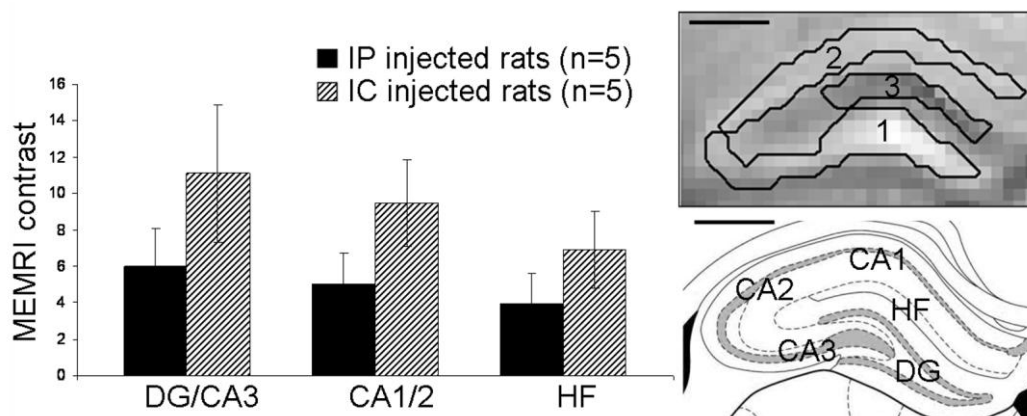 IP injected rats (n=5)
IC injected rats (n=5)
MEMRI contrast
16
14
12
10
8
6
4
2
0
DG/CA3 CA1/2 HF
2
3
1
CA1
CA2
HF
CA3
DG